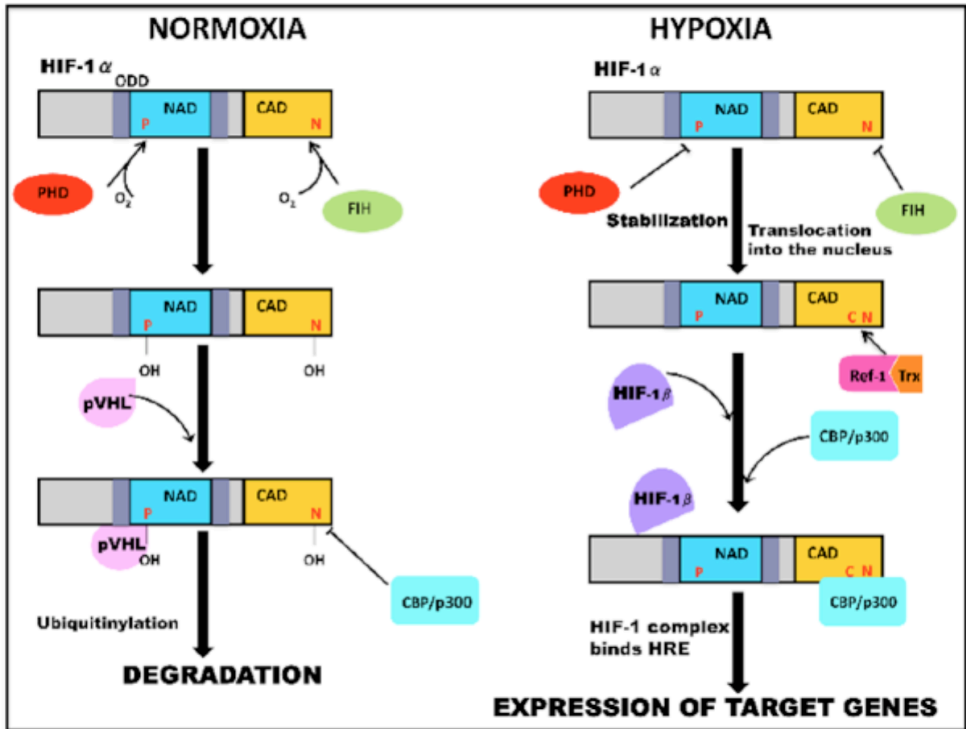 NORMOXIA
HIF-1α
ODD
NAD
CAD
P
N
PHD
O₂
O₂
FIH
NAD
CAD
P
N
OH
OH
pVHL
NAD
CAD
P
N
pVHL
OH
OH
CBP/p300
Ubiquitinylation
DEGRADATION
HYPOXIA
HIF-1α
NAD
CAD
P
N
PHD
FIH
Stabilization
Translocation
into the nucleus
NAD
CAD
P
C N
Ref-1
Trx
HIF-1β
CBP/p300
HIF-1β
NAD
CAD
P
C N
CBP/p300
HIF-1 complex
binds HRE
EXPRESSION OF TARGET GENES